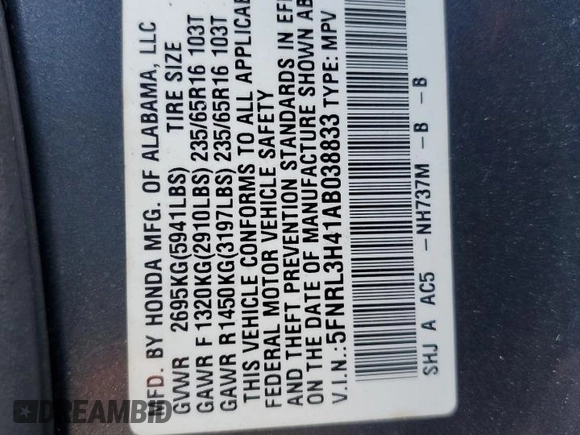 MFD. BY HONDA MFG. OF ALABAMA, LLC
GVWR 2695KG(5941LBS) TIRE SIZE
GAWR F 1320KG(2910LBS) 235/65R16 103T
GAWR R1450KG(3197LBS) 235/65R16 103T
THIS VEHICLE CONFORMS TO ALL APPLICAB
FEDERAL MOTOR VEHICLE SAFETY
AND THEFT PREVENTION STANDARDS IN EF
ON THE DATE OF MANUFACTURE SHOWN AB
V.I.N.:5FNRL3H41AB038833 TYPE: MPV
SHJ A AC5 -NH737M -B -B
DREAMBID